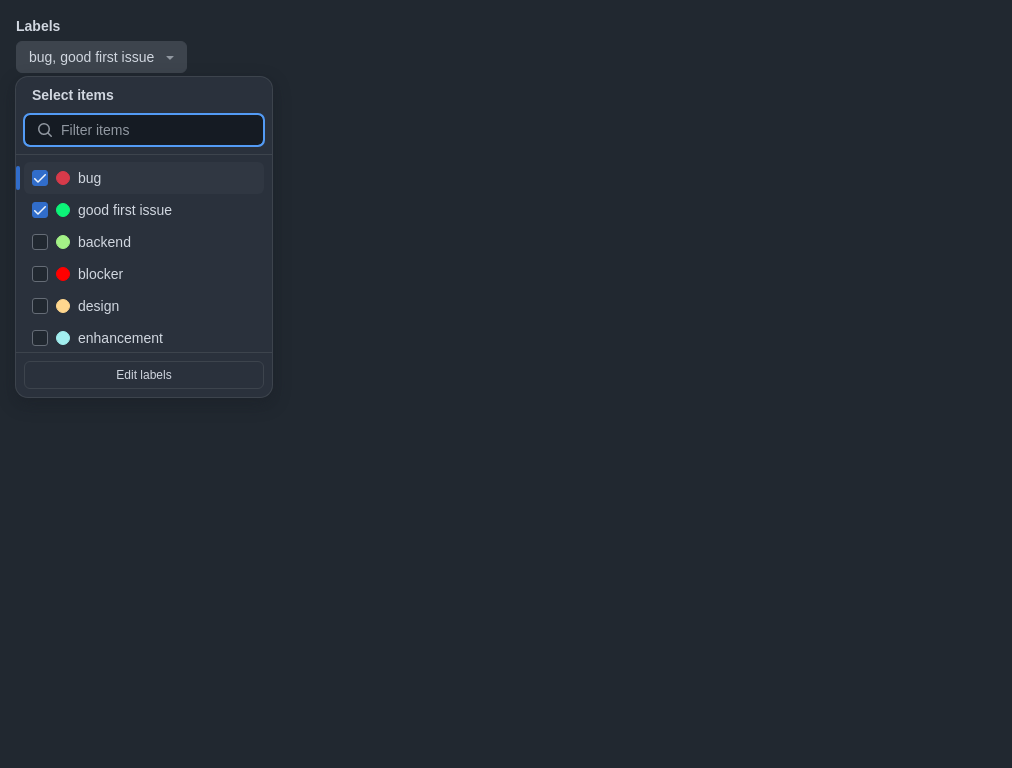 Labels
bug, good first issue
Select items
Filter items
bug
good first issue
backend
blocker
design
enhancement
Edit labels